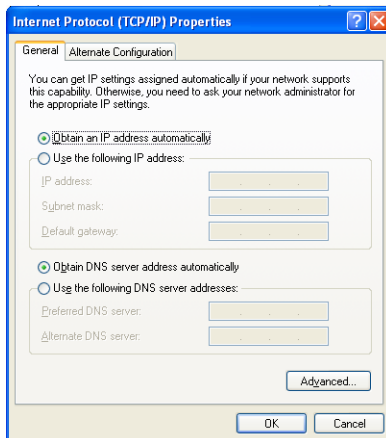 Internet Protocol (TCP/IP) Properties
General Alternate Configuration
You can get IP settings assigned automatically if your network supports
this capability. Otherwise, you need to ask your network administrator for
the appropriate IP settings.
Obtain an IP address automatically
Use the following IP address:
IP address:
Subnet mask:
Default gateway:
Obtain DNS server address automatically
Use the following DNS server addresses:
Preferred DNS server:
Alternate DNS server:
Advanced...
OK Cancel